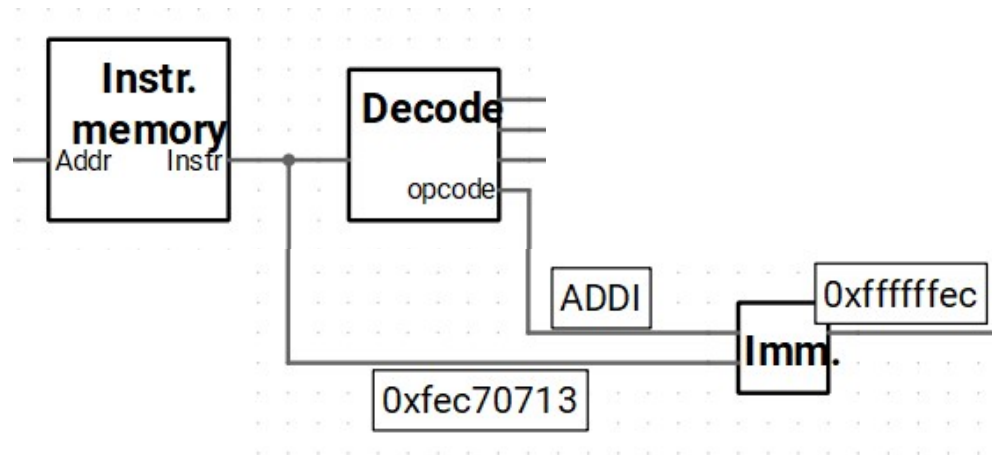 Instr.
memory
Addr Instr
Decode
opcode
ADDI
0xffffffec
Imm.
0xfec70713